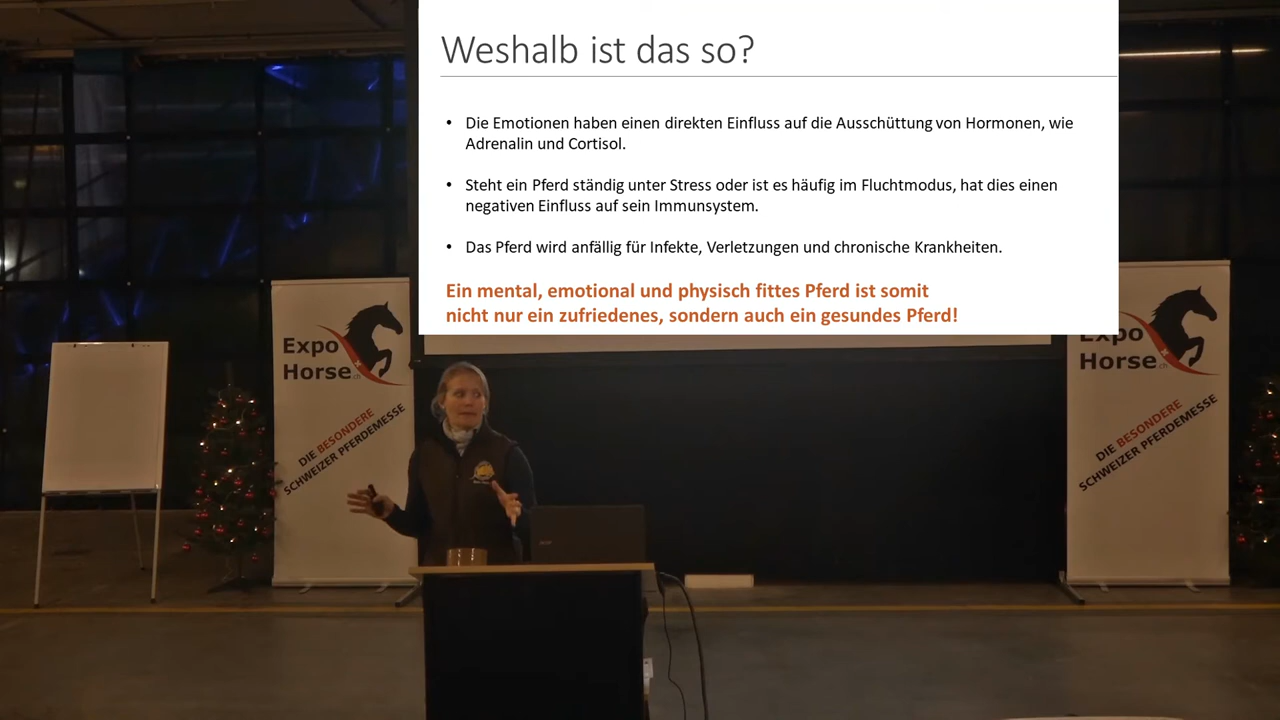 Weshalb ist das so?
• Die Emotionen haben einen direkten Einfluss auf die Ausschüttung von Hormonen, wie
Adrenalin und Cortisol.
• Steht ein Pferd ständig unter Stress oder ist es häufig im Fluchtmodus, hat dies einen
negativen Einfluss auf sein Immunsystem.
• Das Pferd wird anfällig für Infekte, Verletzungen und chronische Krankheiten.
Ein mental, emotional und physisch fittes Pferd ist somit
nicht nur ein zufriedenes, sondern auch ein gesundes Pferd!
Expo
Horse.ch
DIE BESONDERE
SCHWEIZER PFERDEMESSE
Expo
Horse.ch
DIE BESONDERE
SCHWEIZER PFERDEMESSE